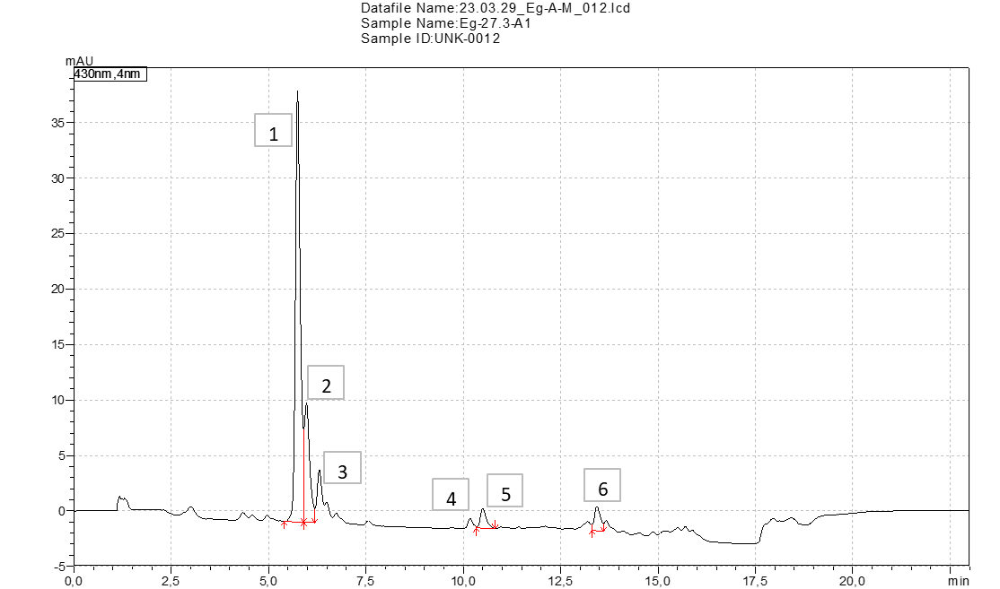 Datafile Name:23.03.29_Eg-A-M_012.lcd
Sample Name:Eg-27.3-A1
Sample ID:UNK-0012
mAU
430nm,4nm
35
1
30
25
20
15
10
2
5
3
4
5
6
0
-5
0,0 2,5 5,0 7,5 10,0 12,5 15,0 17,5 20,0 min